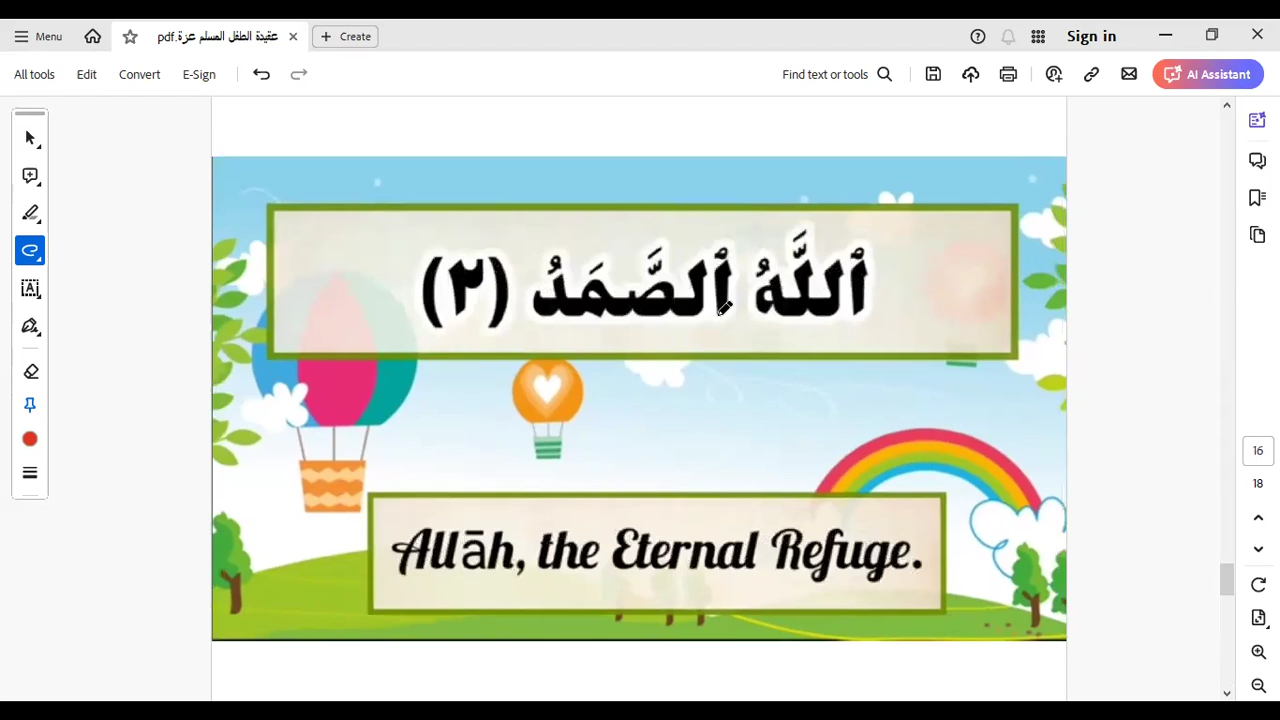 Menu
عقيدة الطفل المسلم عزة.pdf
Create
Sign in
All tools
Edit
Convert
E-Sign
Find text or tools
AI Assistant
ٱللَّهُ ٱلصَّمَدُ (٢)
Allāh, the Eternal Refuge.
16
18